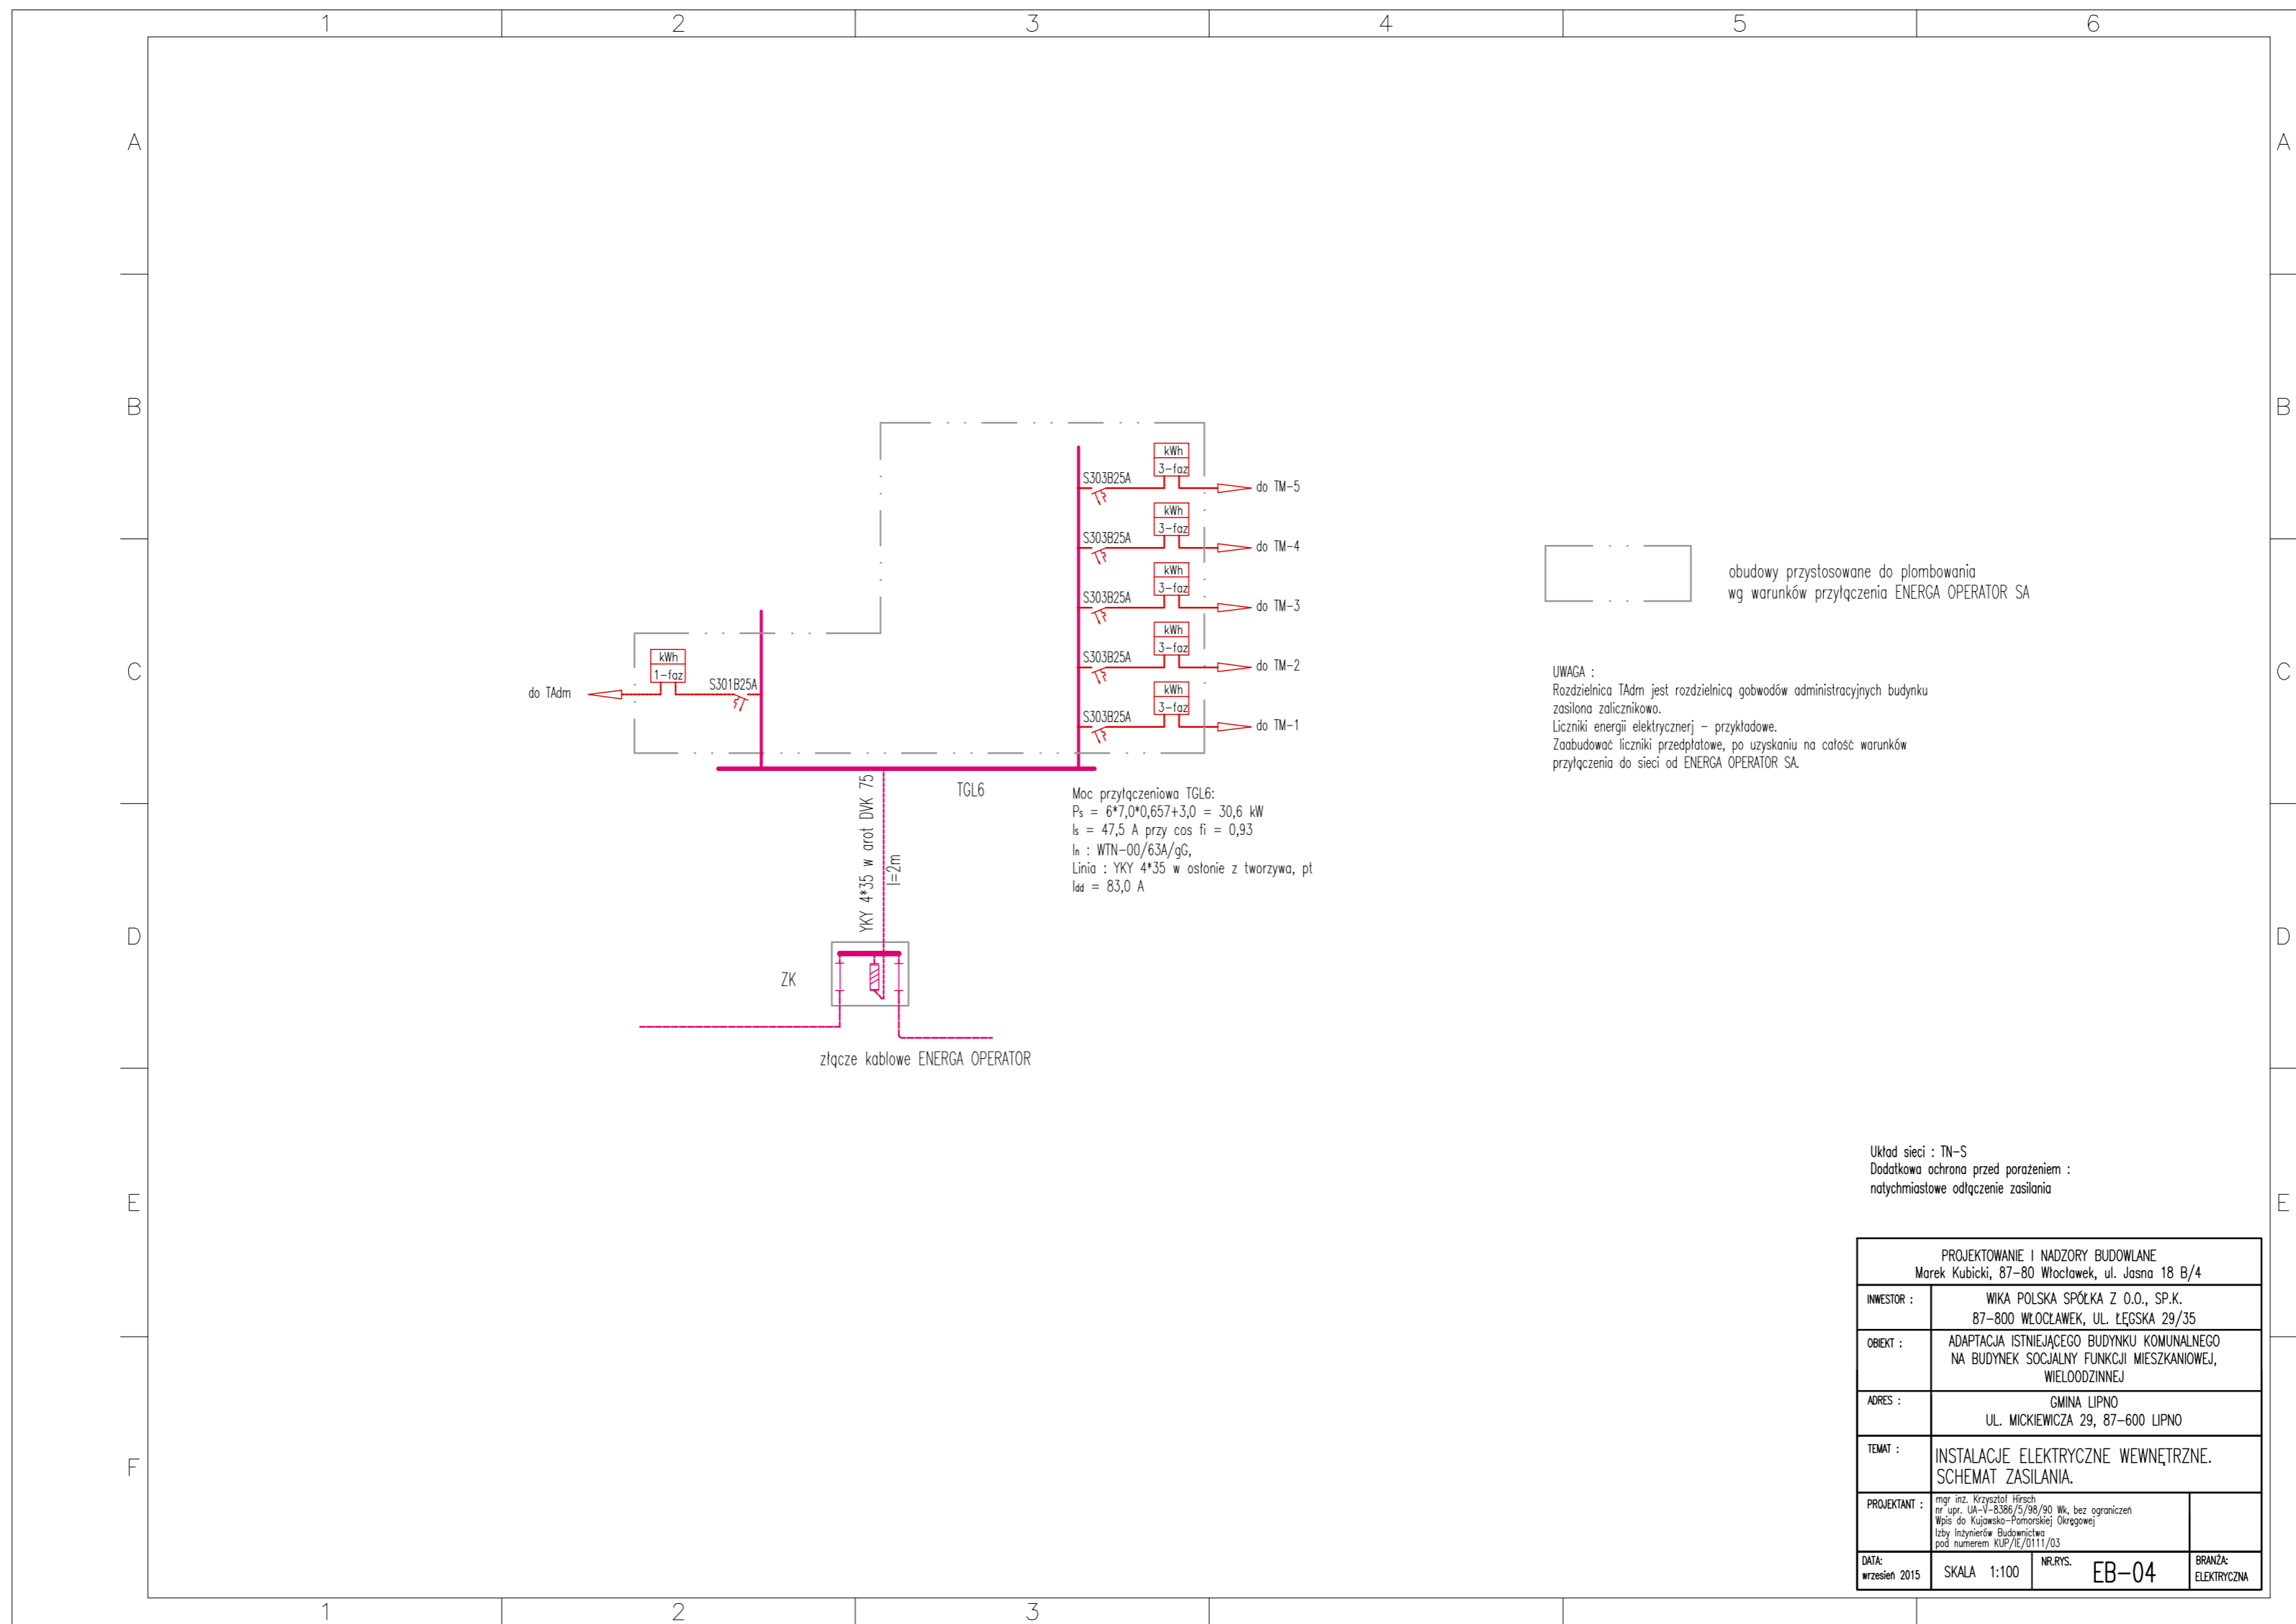 1 2 3 4 5 6
A A
B B
kWh
3-faz
S303B25A
do TM-5
kWh
3-faz
S303B25A
do TM-4
kWh
3-faz
S303B25A
do TM-3
kWh
3-faz
S303B25A
do TM-2
kWh
3-faz
S303B25A
do TM-1
kWh
1-faz
S301B25A
do TAdm
obudowy przystosowane do plombowania
wg warunków przyłączenia ENERGA OPERATOR SA
C C
UWAGA :
Rozdzielnica TAdm jest rozdzielnicą gobwodów administracyjnych budynku
zasilona zalicznikowo.
Liczniki energii elektrycznerj – przykładowe.
Zaabudować liczniki przedpłatowe, po uzyskaniu na całość warunków
przyłączenia do sieci od ENERGA OPERATOR SA.
TGL6
YKY 4*35 w arot DVK 75
l=2m
Moc przyłączeniowa TGL6:
Ps = 6*7,0*0,657+3,0 = 30,6 kW
Is = 47,5 A przy cos fi = 0,93
In : WTN-00/63A/gG,
Linia : YKY 4*35 w osłonie z tworzywa, pt
Idd = 83,0 A
D D
ZK
złącze kablowe ENERGA OPERATOR
Układ sieci : TN-S
Dodatkowa ochrona przed porażeniem :
natychmiastowe odłączenie zasilania
E E
PROJEKTOWANIE I NADZORY BUDOWLANE
Marek Kubicki, 87-80 Włocławek, ul. Jasna 18 B/4
INWESTOR :
WIKA POLSKA SPÓŁKA Z O.O., SP.K.
87-800 WŁOCŁAWEK, UL. ŁĘGSKA 29/35
OBIEKT :
ADAPTACJA ISTNIEJĄCEGO BUDYNKU KOMUNALNEGO
NA BUDYNEK SOCJALNY FUNKCJI MIESZKANIOWEJ,
WIELOODZINNEJ
ADRES :
GMINA LIPNO
UL. MICKIEWICZA 29, 87-600 LIPNO
F
TEMAT :
INSTALACJE ELEKTRYCZNE WEWNĘTRZNE.
SCHEMAT ZASILANIA.
PROJEKTANT :
mgr inż. Krzysztof Hirsch
nr upr. UA-V-8386/5/98/90 Wk, bez ograniczeń
Wpis do Kujawsko-Pomorskiej Okręgowej
Izby Inżynierów Budownictwa
pod numerem KUP/IE/0111/03
DATA:
wrzesień 2015
SKALA 1:100
NR.RYS.
EB-04
BRANŻA:
ELEKTRYCZNA
1 2 3